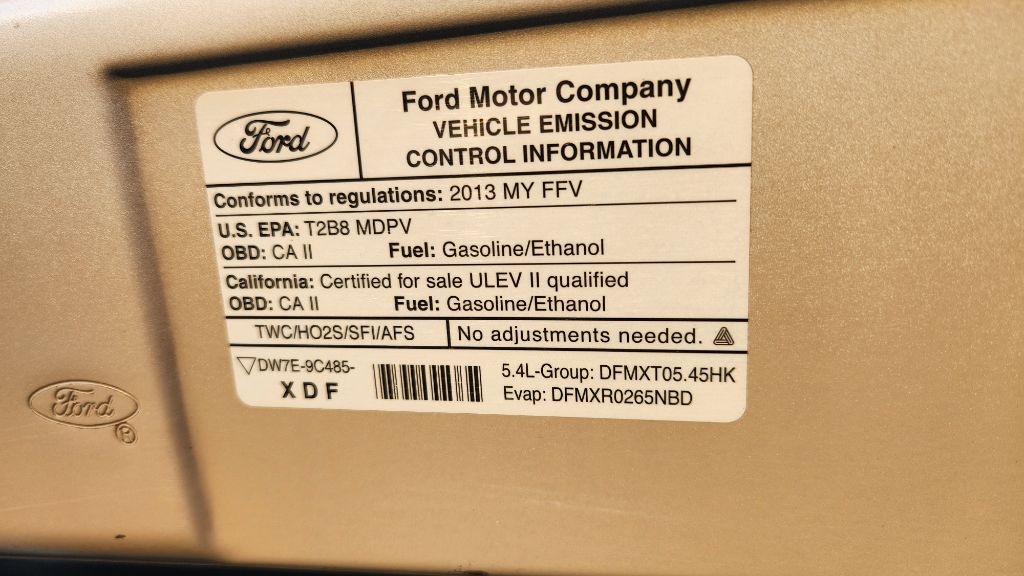 Ford
Ford Motor Company
VEHICLE EMISSION
CONTROL INFORMATION
Conforms to regulations: 2013 MY FFV
U.S. EPA: T2B8 MDPV
OBD: CA II Fuel: Gasoline/Ethanol
California: Certified for sale ULEV II qualified
OBD: CA II Fuel: Gasoline/Ethanol
TWC/HO2S/SFI/AFS No adjustments needed.
DW7E-9C485-
XDF
5.4L-Group: DFMXT05.45HK
Evap: DFMXR0265NBD
Ford
R